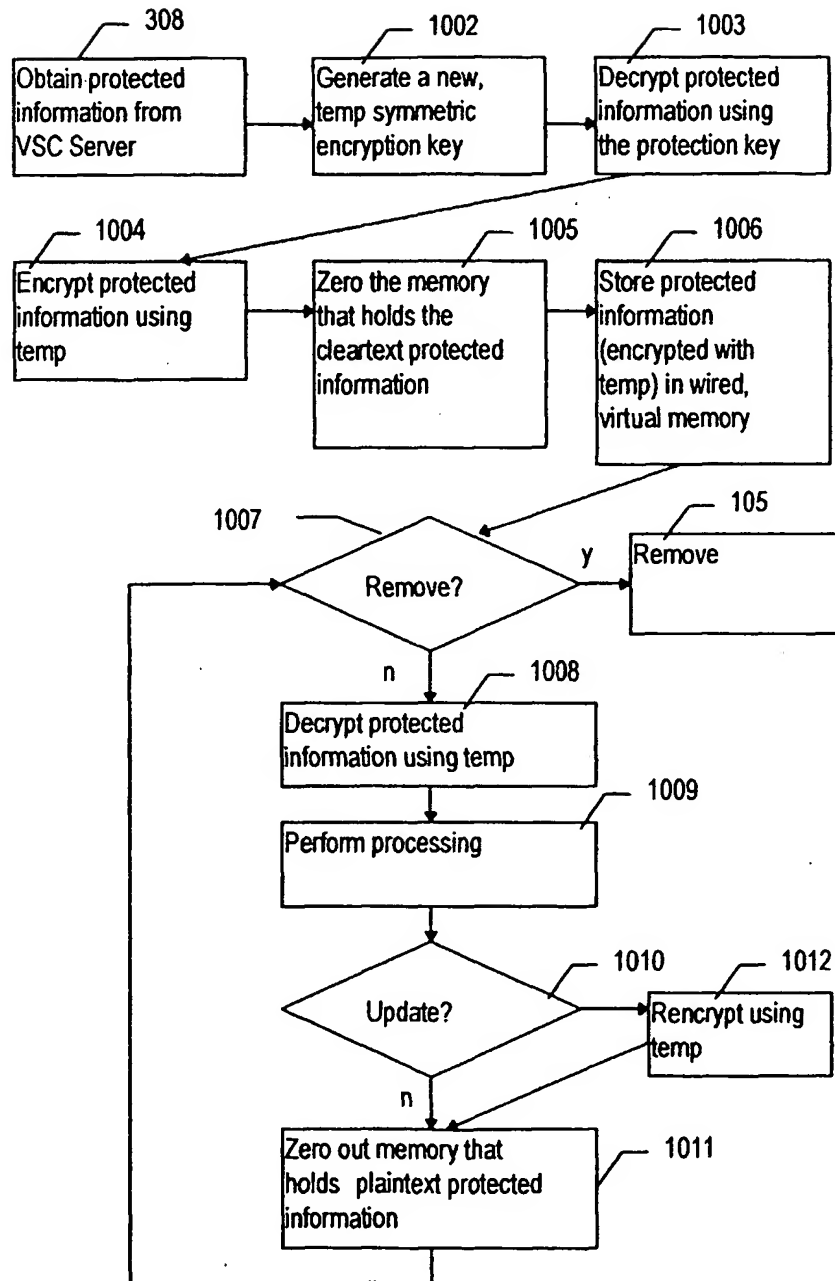 308
1002
1003
Obtain protected
information from
VSC Server
Generate a new,
temp symmetric
encryption key
Decrypt protected
information using
the protection key
1004
1005
1006
Encrypt protected
information using
temp
Zero the memory
that holds the
cleartext protected
information
Store protected
information
(encrypted with
temp) in wired,
virtual memory
1007
Remove?
y
105
Remove
n
1008
Decrypt protected
information using temp
1009
Perform processing
1010
Update?
1012
Rencrypt using
temp
n
1011
Zero out memory that
holds plaintext protected
information